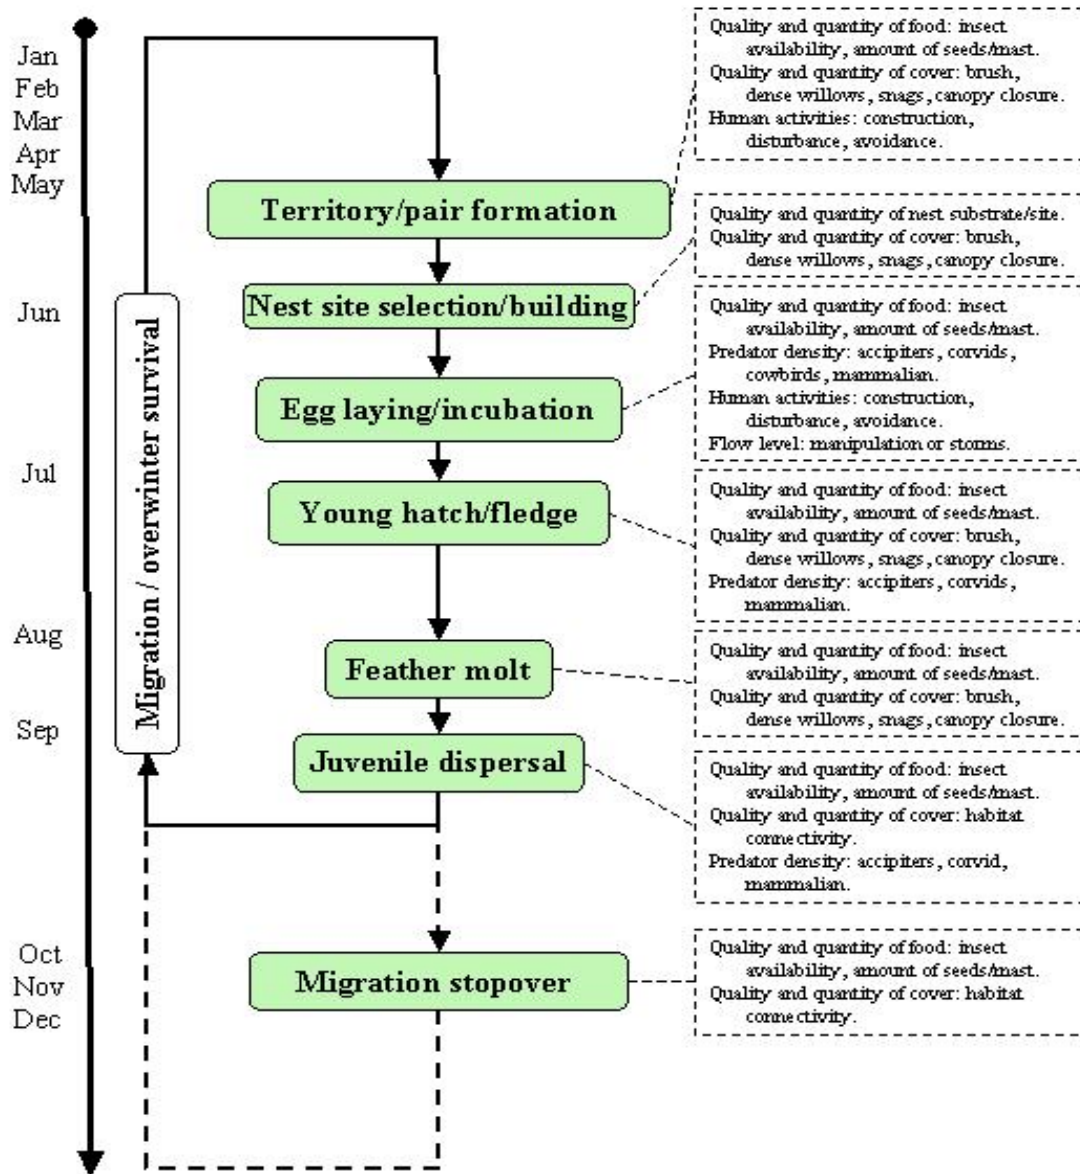 Jan
Feb
Mar
Apr
May
Jun
Jul
Aug
Sep
Oct
Nov
Dec
Migration / overwinter survival
Territory/pair formation
Nest site selection/building
Egg laying/incubation
Young hatch/fledge
Feather molt
Juvenile dispersal
Migration stopover
Quality and quantity of food: insect
availability, amount of seeds/mast.
Quality and quantity of cover: brush,
dense willows, snags, canopy closure.
Human activities: construction,
disturbance, avoidance.
Quality and quantity of nest substrate/site.
Quality and quantity of cover: brush,
dense willows, snags, canopy closure.
Quality and quantity of food: insect
availability, amount of seeds/mast.
Predator density: accipiters, corvids,
cowbirds, mammalian.
Human activities: construction,
disturbance, avoidance.
Flow level: manipulation or storms.
Quality and quantity of food: insect
availability, amount of seeds/mast.
Quality and quantity of cover: brush,
dense willows, snags, canopy closure.
Predator density: accipiters, corvids,
mammalian.
Quality and quantity of food: insect
availability, amount of seeds/mast.
Quality and quantity of cover: brush,
dense willows, snags, canopy closure.
Quality and quantity of food: insect
availability, amount of seeds/mast.
Quality and quantity of cover: habitat
connectivity.
Predator density: accipiters, corvid,
mammalian.
Quality and quantity of food: insect
availability, amount of seeds/mast.
Quality and quantity of cover: habitat
connectivity.